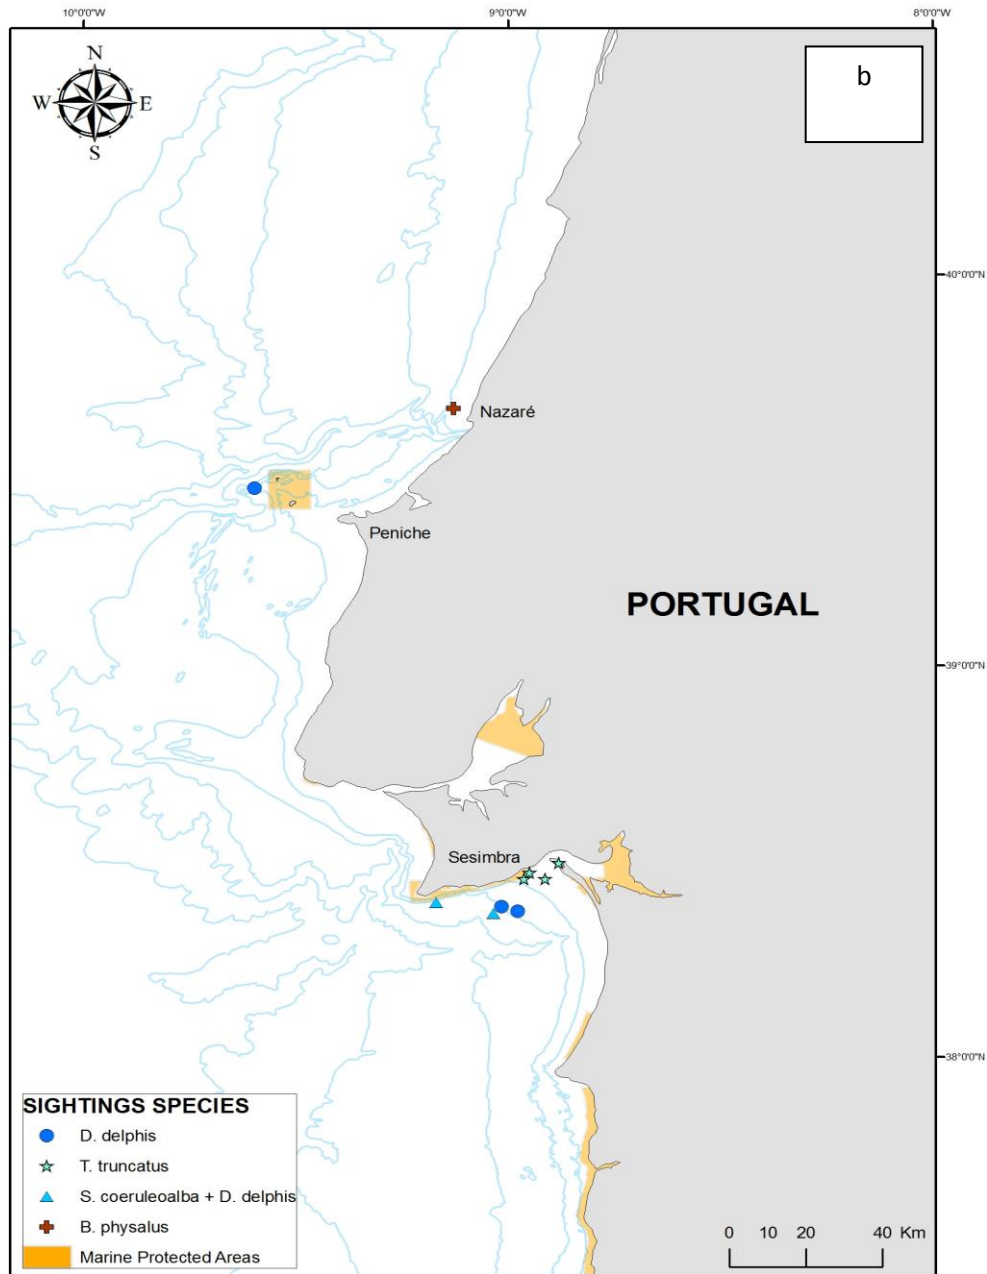 10°0'0"W
9°0'0"W
8°0'0"W
N
W E
S
b
40°0'0"N
Nazaré
Peniche
PORTUGAL
39°0'0"N
Sesimbra
38°0'0"N
SIGHTINGS SPECIES
D. delphis
T. truncatus
S. coeruleoalba + D. delphis
B. physalus
Marine Protected Areas
0 10 20 40 Km